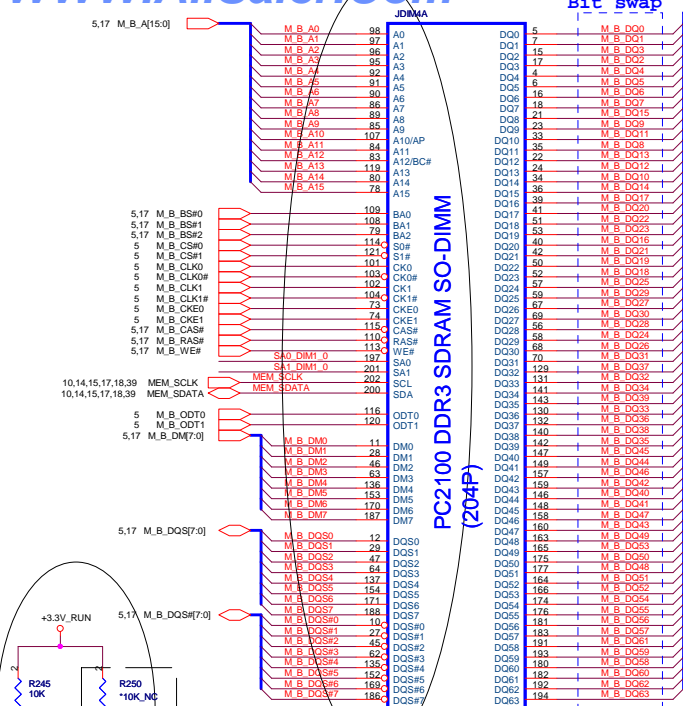 www.AllSaler.com
JDIM4A
Bit swap
5,17 M_B_A[15:0]
M_B_A0 98 A0
M_B_A1 97 A1
M_B_A2 96 A2
M_B_A3 95 A3
M_B_A4 92 A4
M_B_A5 91 A5
M_B_A6 90 A6
M_B_A7 86 A7
M_B_A8 89 A8
M_B_A9 85 A9
M_B_A10 107 A10/AP
M_B_A11 84 A11
M_B_A12 83 A12/BC#
M_B_A13 119 A13
M_B_A14 80 A14
M_B_A15 78 A15
5,17 M_B_BS#0 109 BA0
5,17 M_B_BS#1 108 BA1
5,17 M_B_BS#2 79 BA2
5 M_B_CS#0 114 S0#
5 M_B_CS#1 121 S1#
5 M_B_CLK0 101 CK0
5 M_B_CLK0# 103 CK0#
5 M_B_CLK1 102 CK1
5 M_B_CLK1# 104 CK1#
5 M_B_CKE0 73 CKE0
5 M_B_CKE1 74 CKE1
5,17 M_B_CAS# 115 CAS#
5,17 M_B_RAS# 110 RAS#
5,17 M_B_WE# 113 WE#
SA0_DIM1_0 197 SA0
SA1_DIM1_0 201 SA1
10,14,15,17,18,39 MEM_SCLK MEM_SCLK 202 SCL
10,14,15,17,18,39 MEM_SDATA MEM_SDATA 200 SDA
5 M_B_ODT0 116 ODT0
5 M_B_ODT1 120 ODT1
5,17 M_B_DM[7:0]
M_B_DM0 11 DM0
M_B_DM1 28 DM1
M_B_DM2 46 DM2
M_B_DM3 63 DM3
M_B_DM4 136 DM4
M_B_DM5 153 DM5
M_B_DM6 170 DM6
M_B_DM7 187 DM7
5,17 M_B_DQS[7:0]
M_B_DQS0 12 DQS0
M_B_DQS1 29 DQS1
M_B_DQS2 47 DQS2
M_B_DQS3 64 DQS3
M_B_DQS4 137 DQS4
M_B_DQS5 154 DQS5
M_B_DQS6 171 DQS6
M_B_DQS7 188 DQS7
5,17 M_B_DQS#[7:0]
M_B_DQS#0 10 DQS#0
M_B_DQS#1 27 DQS#1
M_B_DQS#2 45 DQS#2
M_B_DQS#3 62 DQS#3
M_B_DQS#4 135 DQS#4
M_B_DQS#5 152 DQS#5
M_B_DQS#6 169 DQS#6
M_B_DQS#7 186 DQS#7
PC2100 DDR3 SDRAM SO-DIMM
(204P)
DQ0 5 M_B_DQ0
DQ1 7 M_B_DQ1
DQ2 15 M_B_DQ3
DQ3 17 M_B_DQ2
DQ4 4 M_B_DQ4
DQ5 6 M_B_DQ5
DQ6 16 M_B_DQ6
DQ7 18 M_B_DQ7
DQ8 21 M_B_DQ15
DQ9 23 M_B_DQ9
DQ10 33 M_B_DQ11
DQ11 35 M_B_DQ8
DQ12 22 M_B_DQ13
DQ13 24 M_B_DQ12
DQ14 34 M_B_DQ10
DQ15 36 M_B_DQ14
DQ16 39 M_B_DQ17
DQ17 41 M_B_DQ20
DQ18 51 M_B_DQ22
DQ19 53 M_B_DQ23
DQ20 40 M_B_DQ16
DQ21 42 M_B_DQ21
DQ22 50 M_B_DQ19
DQ23 52 M_B_DQ18
DQ24 57 M_B_DQ25
DQ25 59 M_B_DQ29
DQ26 67 M_B_DQ27
DQ27 69 M_B_DQ30
DQ28 56 M_B_DQ28
DQ29 58 M_B_DQ24
DQ30 68 M_B_DQ26
DQ31 70 M_B_DQ31
DQ32 129 M_B_DQ37
DQ33 131 M_B_DQ32
DQ34 141 M_B_DQ34
DQ35 143 M_B_DQ39
DQ36 130 M_B_DQ33
DQ37 132 M_B_DQ36
DQ38 140 M_B_DQ38
DQ39 142 M_B_DQ35
DQ40 147 M_B_DQ45
DQ41 149 M_B_DQ44
DQ42 157 M_B_DQ46
DQ43 159 M_B_DQ42
DQ44 146 M_B_DQ40
DQ45 148 M_B_DQ41
DQ46 158 M_B_DQ47
DQ47 160 M_B_DQ43
DQ48 163 M_B_DQ49
DQ49 165 M_B_DQ53
DQ50 175 M_B_DQ50
DQ51 177 M_B_DQ48
DQ52 164 M_B_DQ51
DQ53 166 M_B_DQ52
DQ54 174 M_B_DQ54
DQ55 176 M_B_DQ55
DQ56 181 M_B_DQ56
DQ57 183 M_B_DQ57
DQ58 191 M_B_DQ61
DQ59 193 M_B_DQ59
DQ60 180 M_B_DQ58
DQ61 182 M_B_DQ60
DQ62 192 M_B_DQ62
DQ63 194 M_B_DQ63
+3.3V_RUN
2 R245 10K
2 R250 *10K_NC